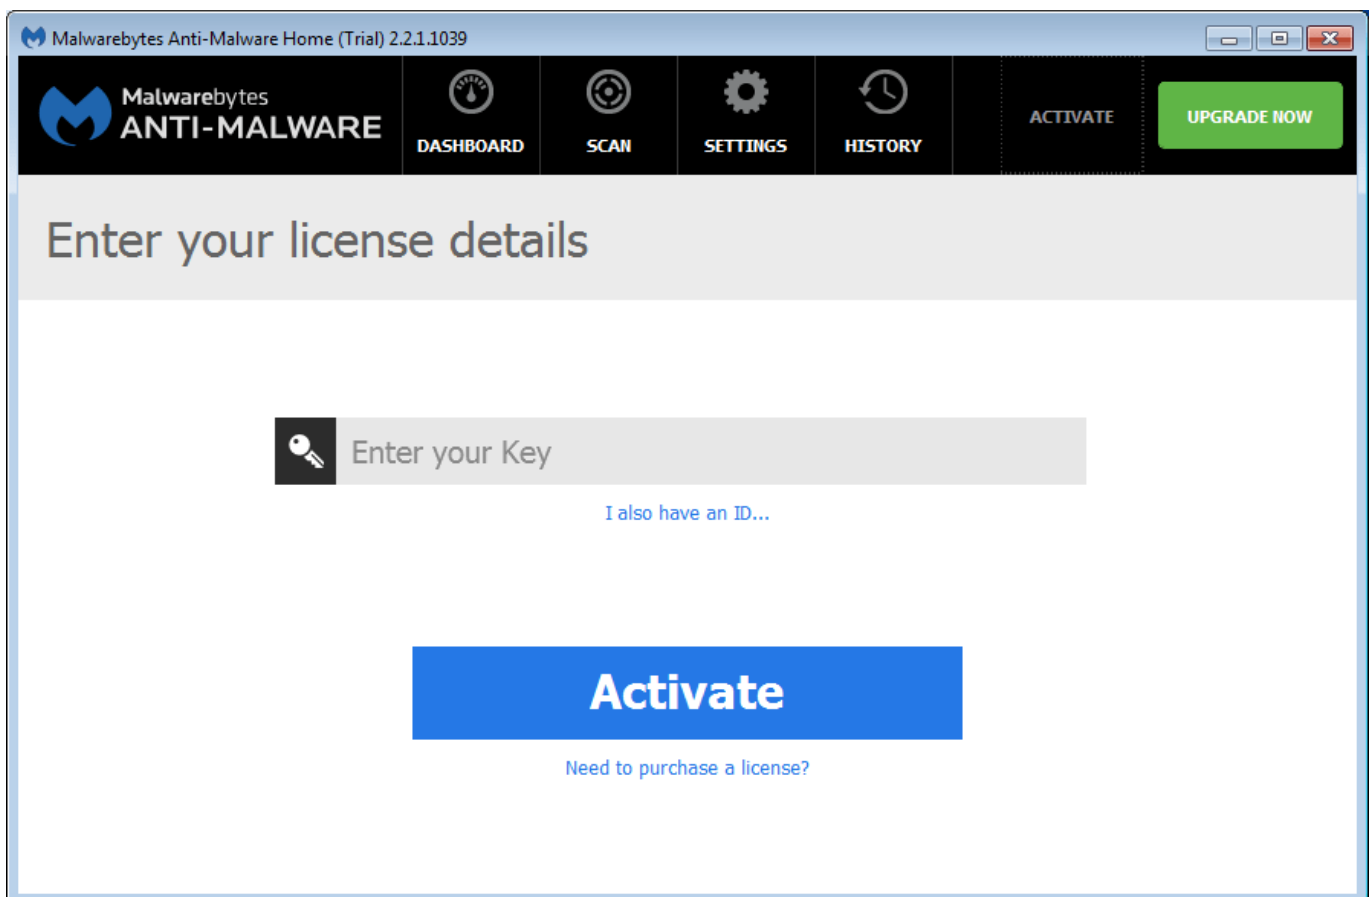 Malwarebytes Anti-Malware Home (Trial) 2.2.1.1039
Malwarebytes
ANTI-MALWARE
DASHBOARD
SCAN
SETTINGS
HISTORY
ACTIVATE
UPGRADE NOW
Enter your license details
Enter your Key
I also have an ID...
Activate
Need to purchase a license?